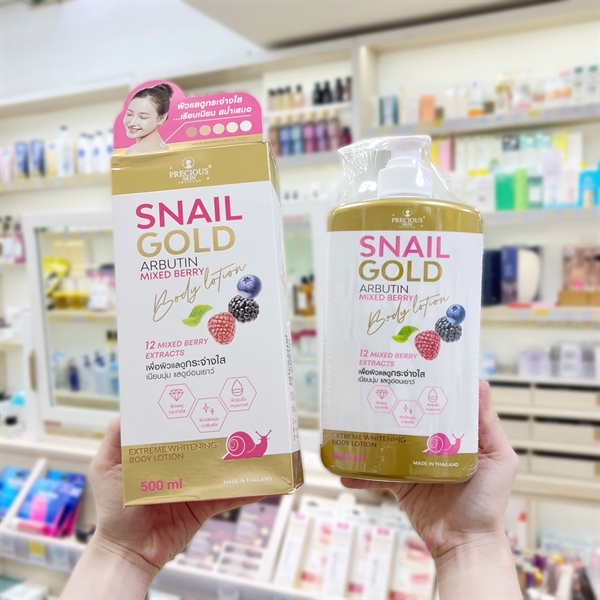 ผิวแลดูกระจ่างใส
...เรียบเนียน สม่ำเสมอ
PRECIOUS
SKIN
THAILAND
SNAIL
GOLD
ARBUTIN
MIXED BERRY
Body lotion
12 MIXED BERRY
EXTRACTS
เพื่อผิวแลดูกระจ่างใส
เนียนนุ่ม แลดูอ่อนเยาว์
EXTREME WHITENING
BODY LOTION
500 ml
MADE IN THAILAND
PRECIOUS
SKIN
SNAIL
GOLD
ARBUTIN
MIXED BERRY
Body lotion
12 MIXED BERRY
EXTRACTS
เพื่อผิวแลดูกระจ่างใส
เนียนนุ่ม แลดูอ่อนเยาว์
EXTREME WHITENING
BODY LOTION
MADE IN THAILAND